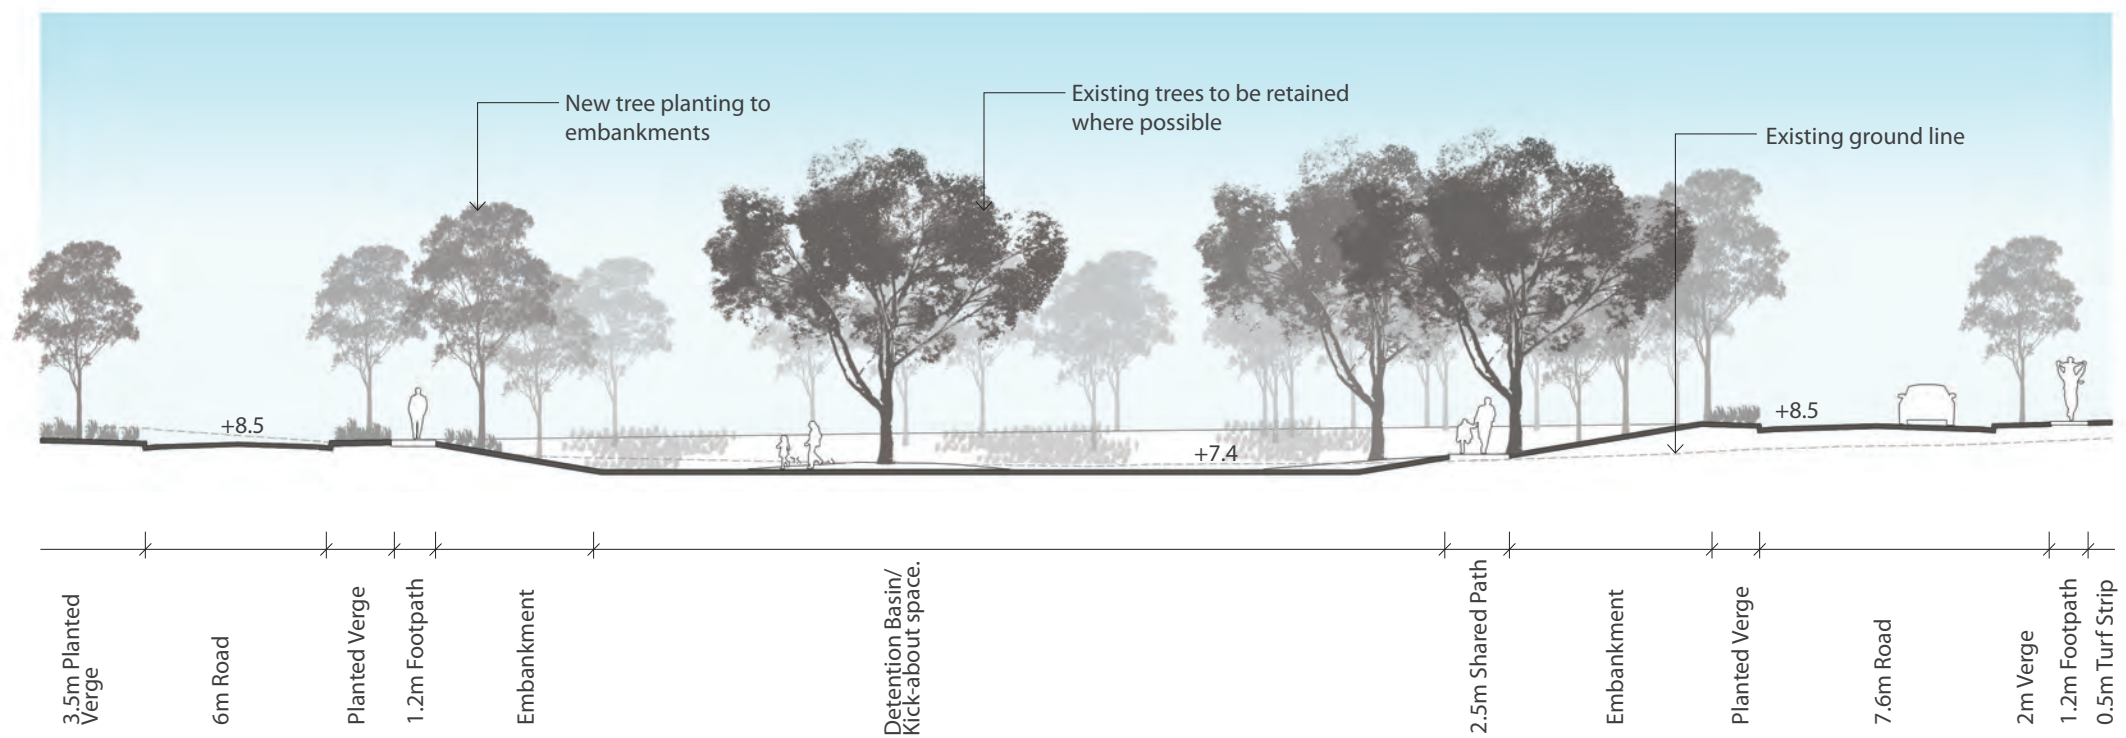 New tree planting to
embankments
Existing trees to be retained
where possible
Existing ground line
+8.5
+7.4
+8.5
3.5m Planted
Verge
6m Road
Planted Verge
1.2m Footpath
Embankment
Detention Basin/
Kick-about space.
2.5m Shared Path
Embankment
Planted Verge
7.6m Road
2m Verge
1.2m Footpath
0.5m Turf Strip